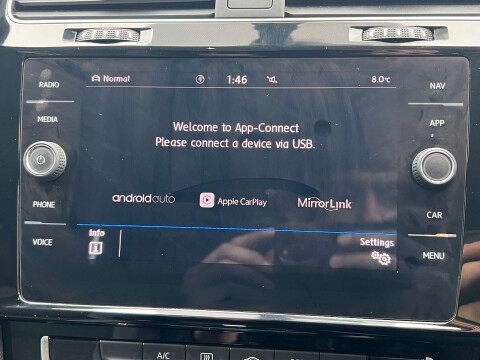 RADIO
MEDIA
PHONE
VOICE
Normal 1:46 8.0°C
Welcome to App-Connect
Please connect a device via USB.
androidauto Apple CarPlay MirrorLink
Info Settings
NAV
APP
CAR
MENU
A/C